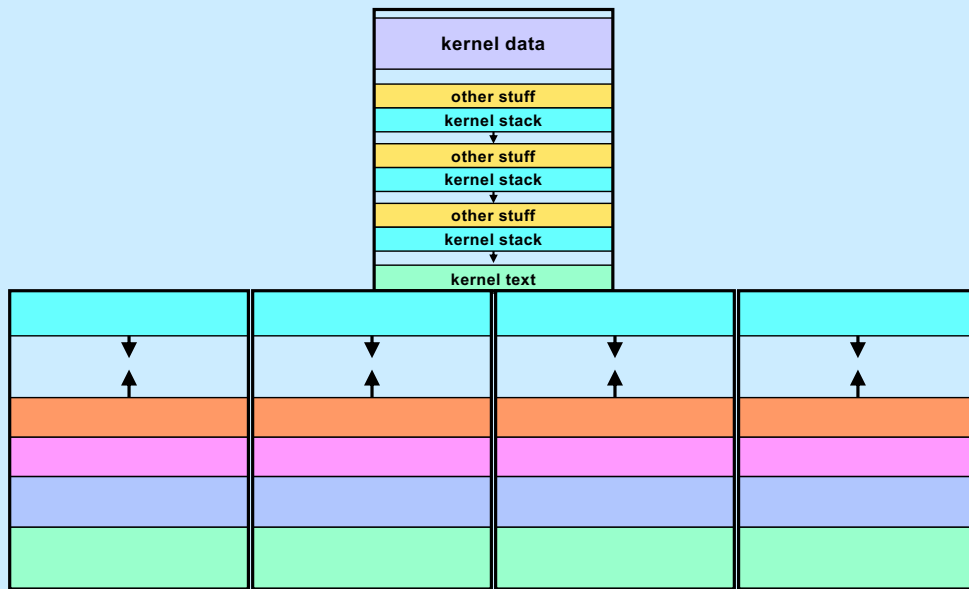 kernel data
other stuff
kernel stack
other stuff
kernel stack
other stuff
kernel stack
kernel text